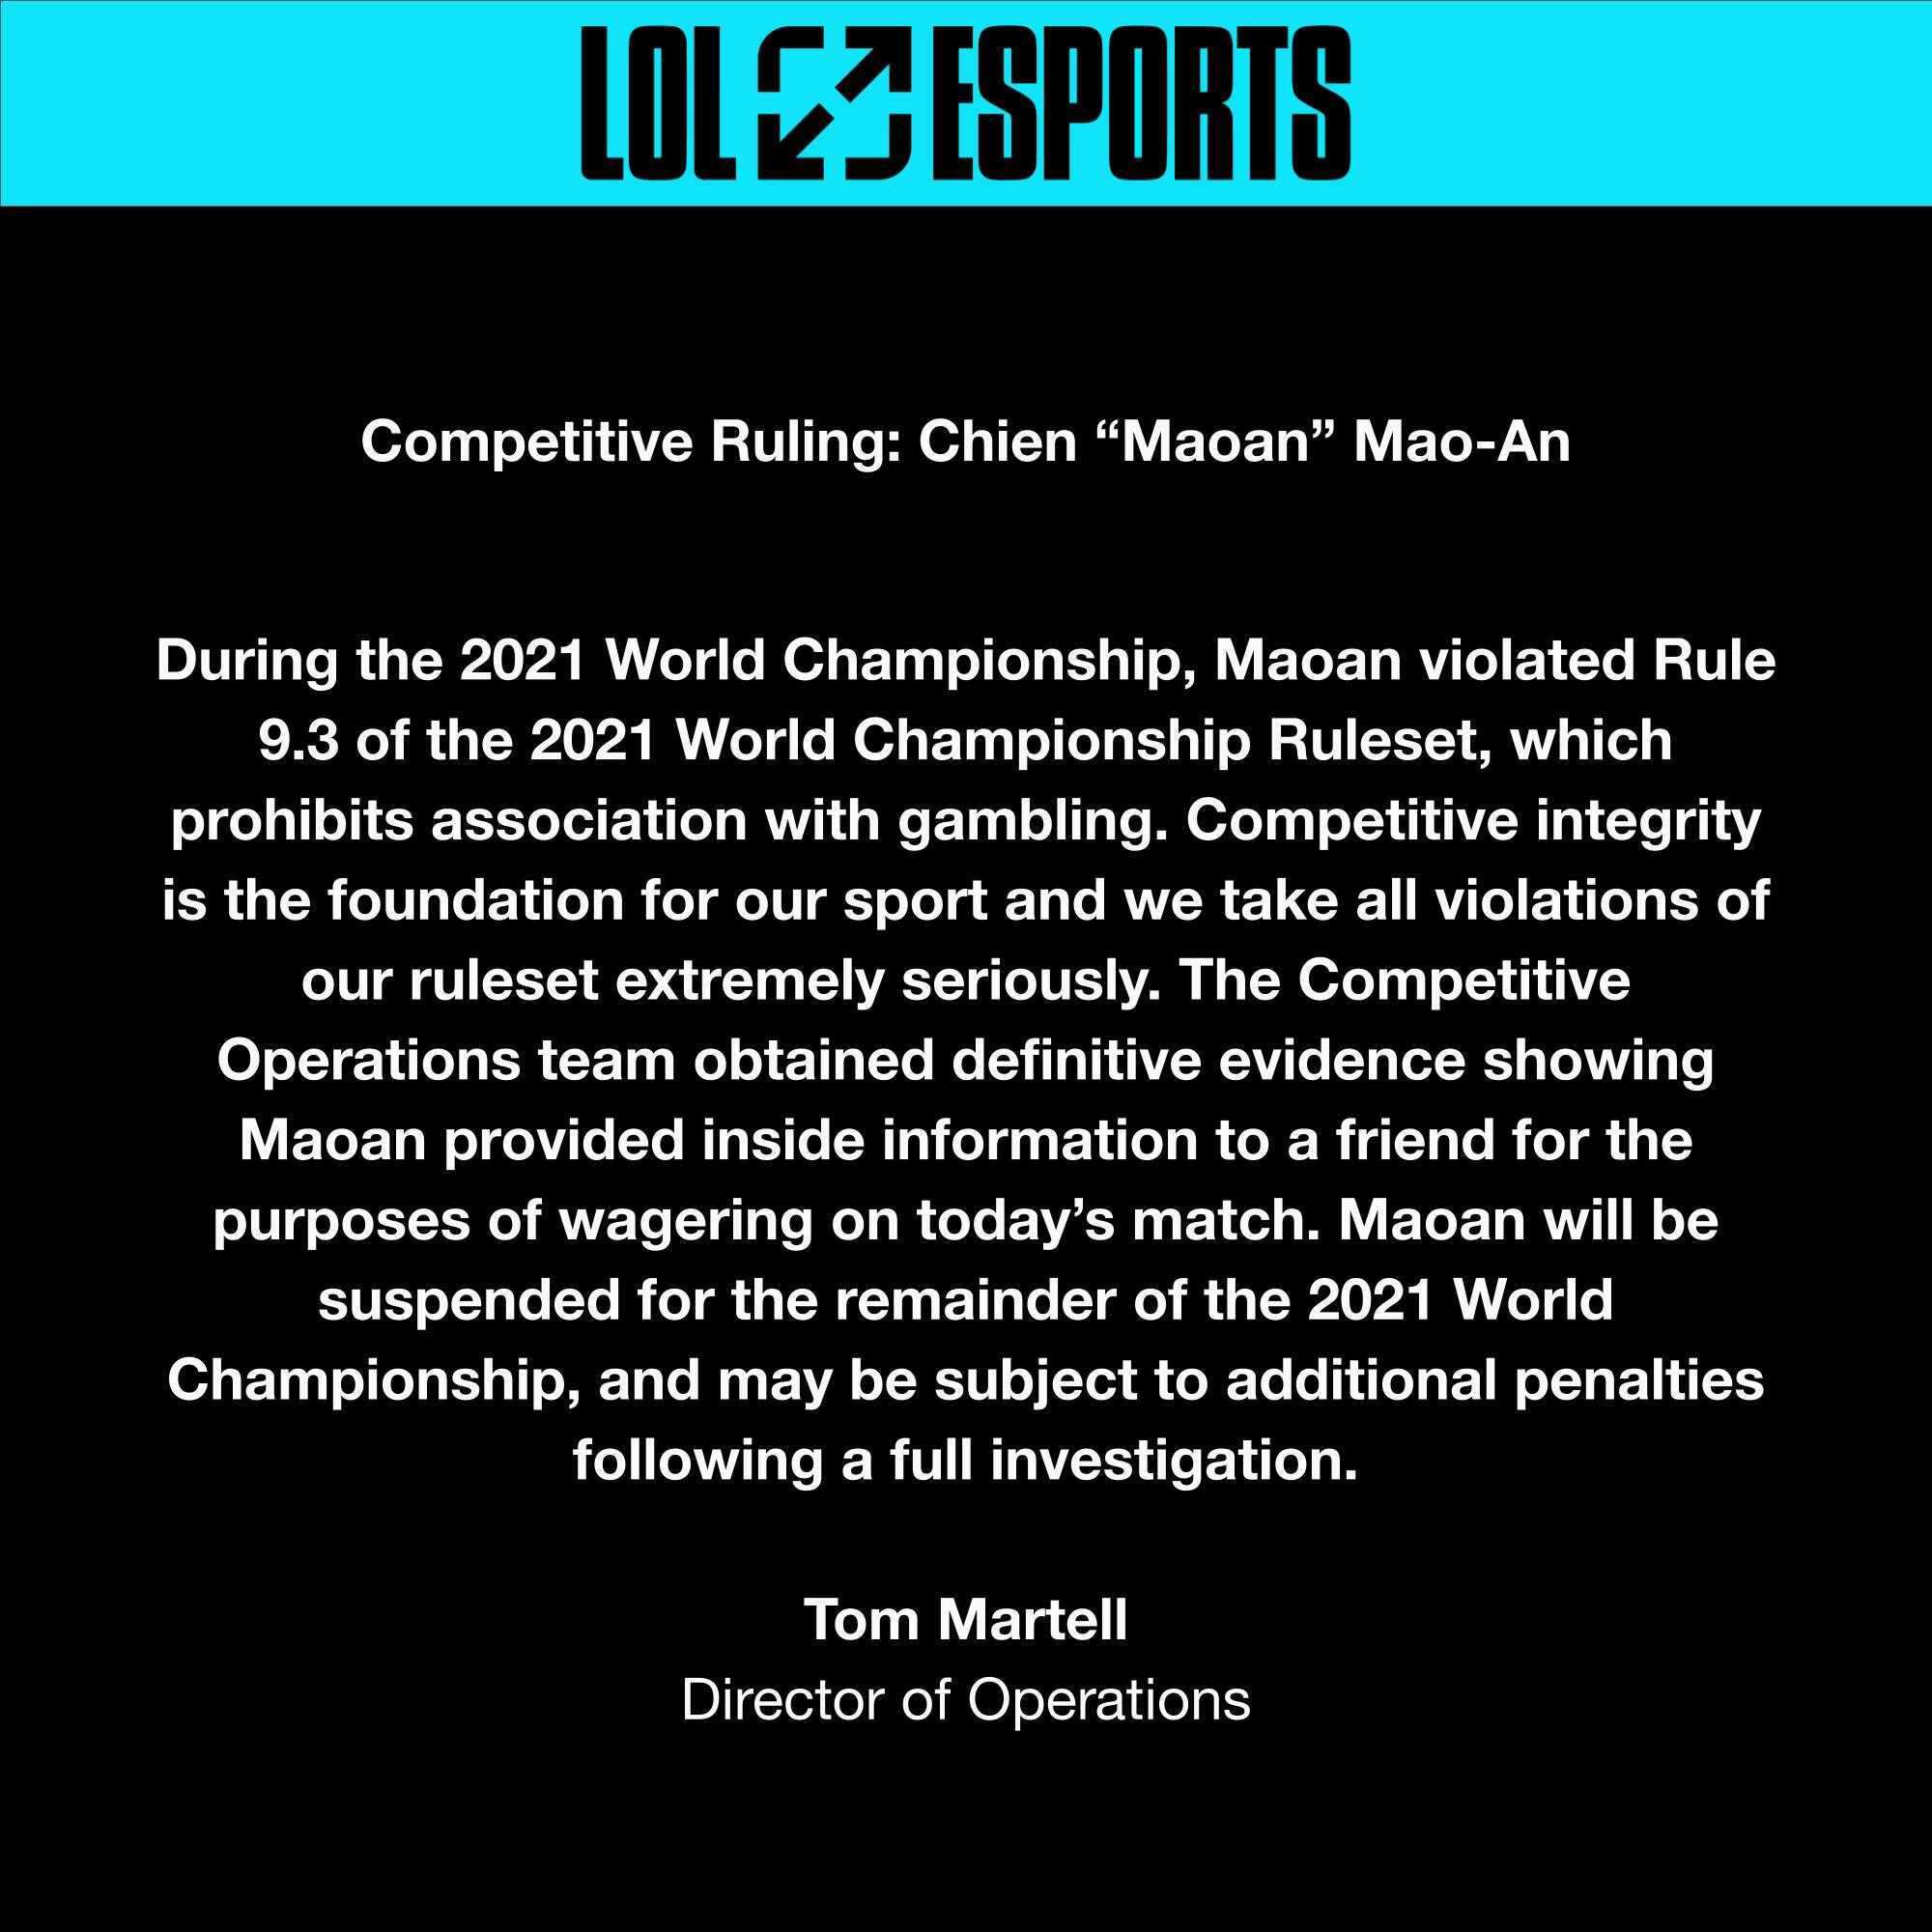 LOL ESPORTS
Competitive Ruling: Chien “Maoan” Mao-An
During the 2021 World Championship, Maoan violated Rule
9.3 of the 2021 World Championship Ruleset, which
prohibits association with gambling. Competitive integrity
is the foundation for our sport and we take all violations of
our ruleset extremely seriously. The Competitive
Operations team obtained definitive evidence showing
Maoan provided inside information to a friend for the
purposes of wagering on today’s match. Maoan will be
suspended for the remainder of the 2021 World
Championship, and may be subject to additional penalties
following a full investigation.
Tom Martell
Director of Operations